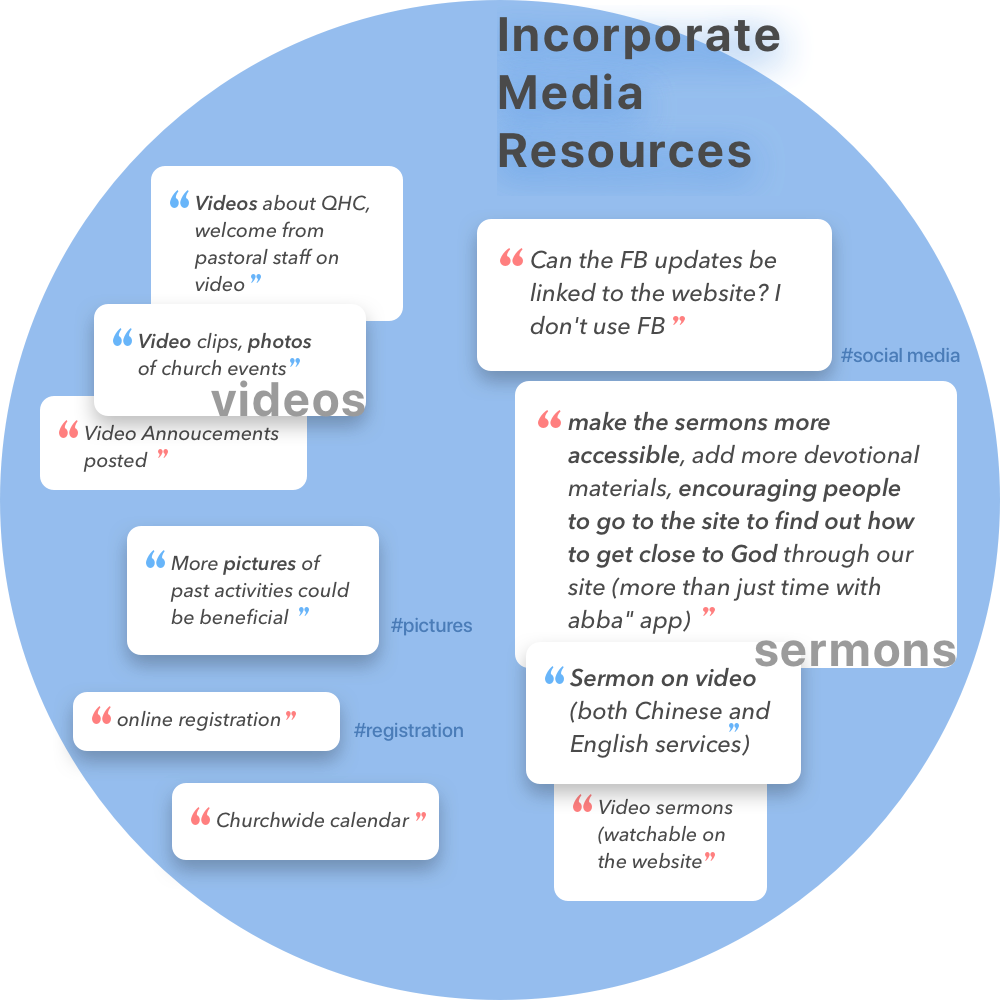 Incorporate
Media
Resources
“ Videos about QHC,
welcome from
pastoral staff on
video ”
“ Video clips, photos
of church events”
videos
“ Video Annoucements
posted ”
“ More pictures of
past activities could
be beneficial ”
#pictures
“ online registration ”
#registration
“ Churchwide calendar ”
“ Can the FB updates be
linked to the website? I
don't use FB ”
#social media
“ make the sermons more
accessible, add more devotional
materials, encouraging people
to go to the site to find out how
to get close to God through our
site (more than just time with
abba" app) ”
sermons
“ Sermon on video
(both Chinese and
English services) ”
“ Video sermons
(watchable on
the website”